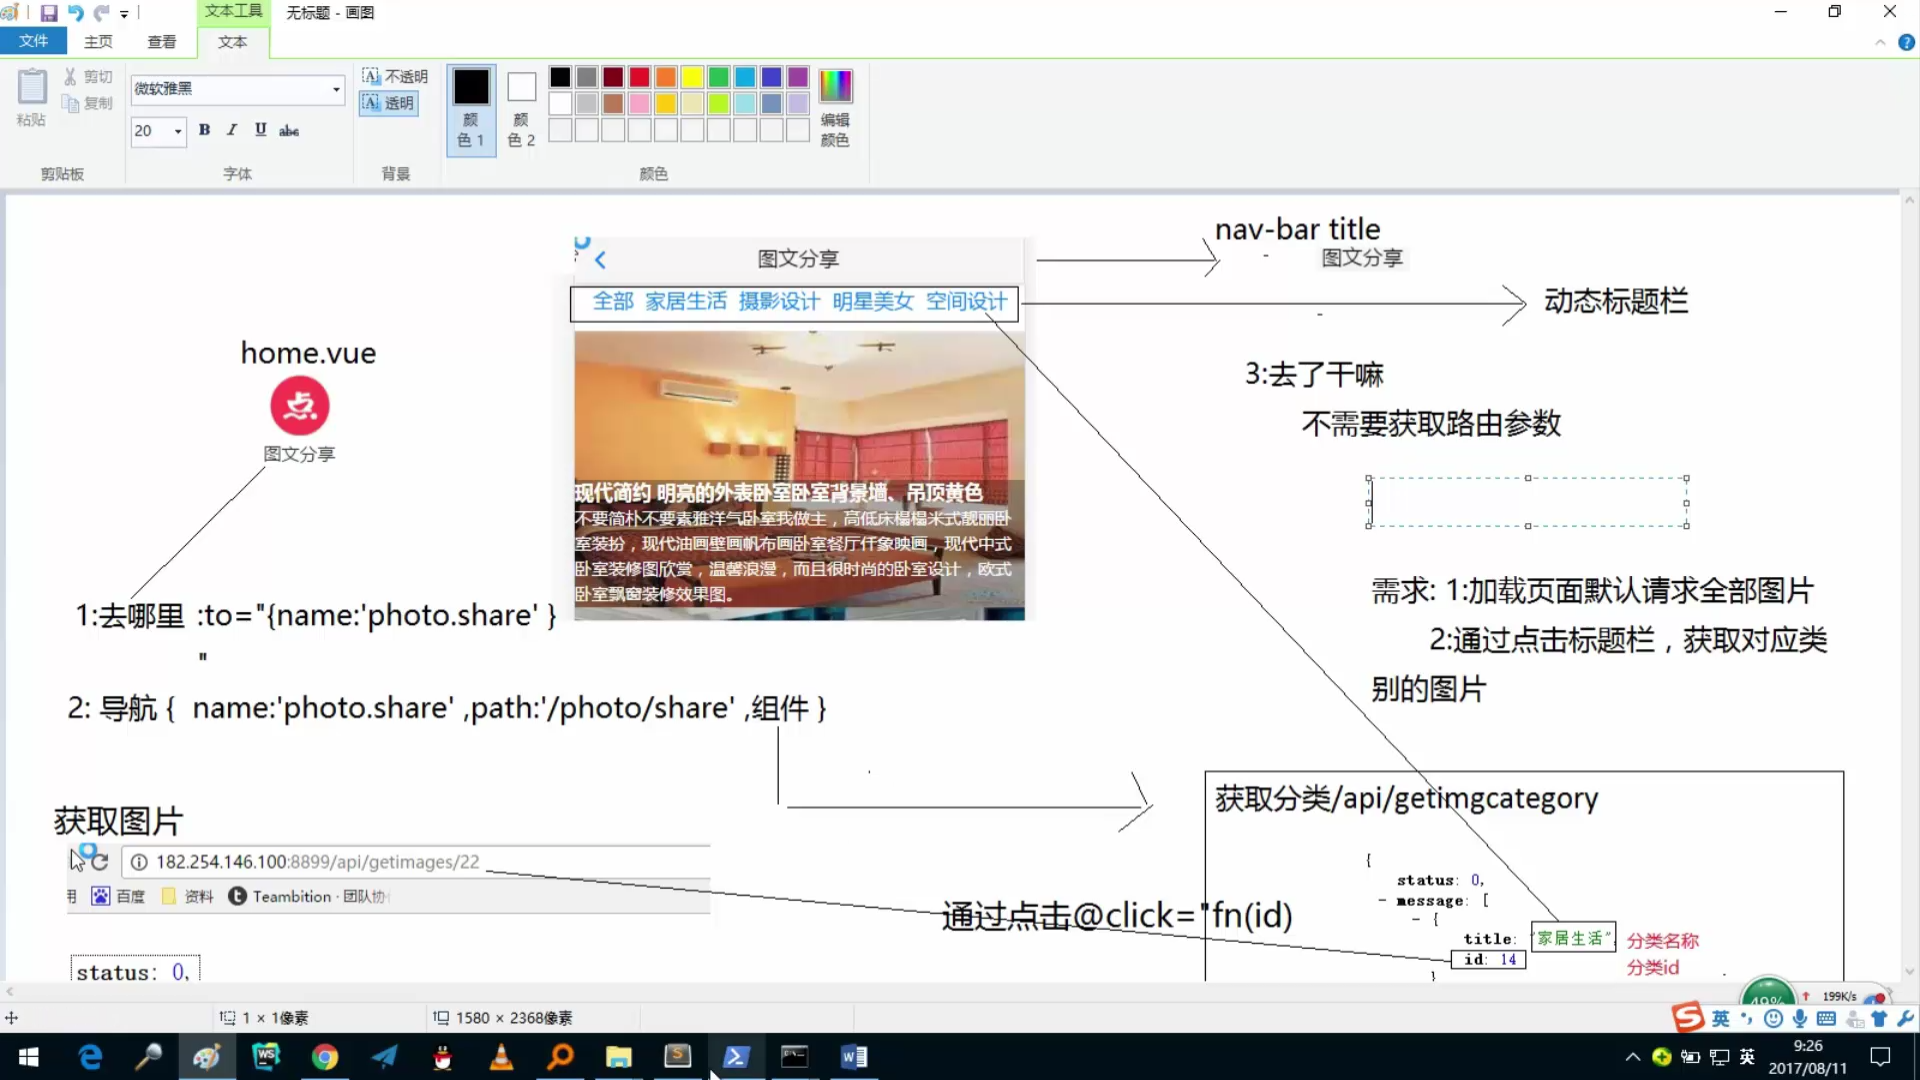 文本工具
无标题 - 画图
文件
主页
查看
文本
粘贴
剪切
复制
剪贴板
微软雅黑
20
B I U abc
字体
不透明
透明
背景
颜
色 1
颜
色 2
编辑
颜色
颜色
nav-bar title
图文分享
图文分享
全部 家居生活 摄影设计 明星美女 空间设计
动态标题栏
home.vue
图文分享
3:去了干嘛
不需要获取路由参数
现代简约 明亮的外表卧室卧室背景墙、吊顶黄色
不要简朴不要素雅洋气卧室我做主，高低床榻榻米式靓丽卧
室装扮，现代油画壁画帆布画卧室餐厅仟象映画，现代中式
卧室装修图欣赏，温馨浪漫，而且很时尚的卧室设计，欧式
卧室飘窗装修效果图。
1:去哪里 :to="{name:'photo.share' }
"
需求: 1:加载页面默认请求全部图片
2:通过点击标题栏，获取对应类
别的图片
2: 导航 { name:'photo.share' ,path:'/photo/share' ,组件 }
获取图片
182.254.146.100:8899/api/getimages/22
百度 资料 Teambition · 团队协
status: 0,
通过点击@click="fn(id)
获取分类/api/getimgcategory
{
status: 0,
- message: [
- {
title: "家居生活"
分类名称
id: 14
分类id
}
49%
199K/s
1 × 1像素
1580 × 2368像素
英
英
9:26
2017/08/11